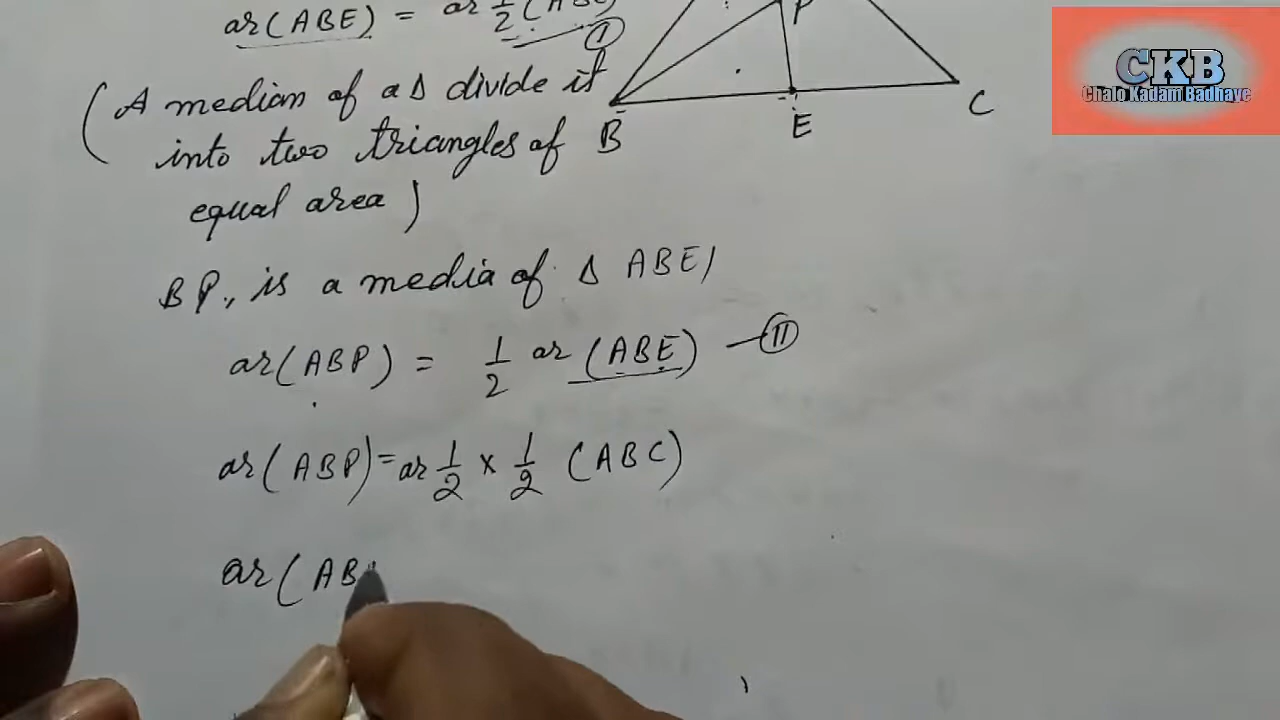 ar (ABE) = ar 1/2 (ABC)
I
(A median of a Δ divide it
into two triangles of
equal area)
P
B
E
C
BP, is a media of Δ ABE,
ar (ABP) = 1/2 ar (ABE) — II
ar (ABP) = ar 1/2 x 1/2 (ABC)
ar (AB
CKB
Chalo Kadam Badhaye